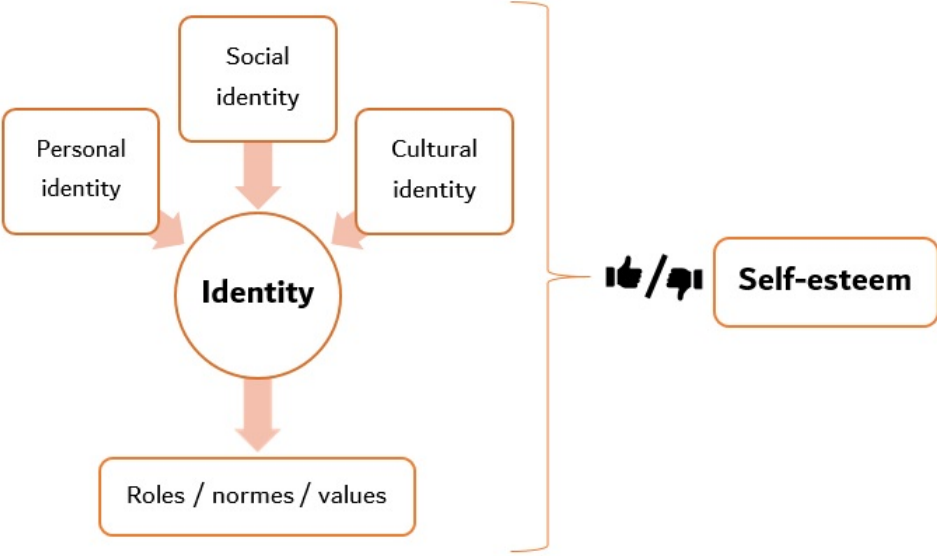 Social
identity
Personal
identity
Cultural
identity
Identity
/
Self-esteem
Roles / normes / values